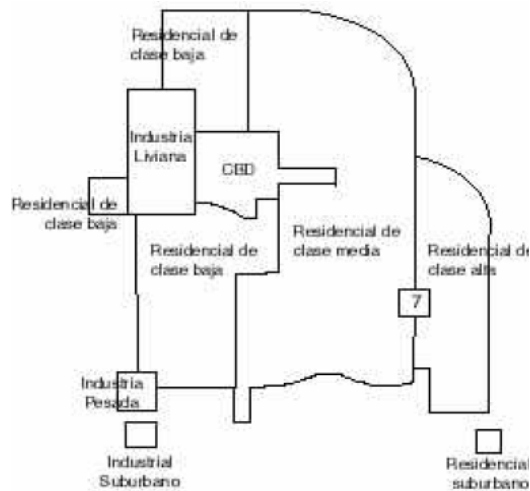 Residencial de
clase baja
Industria
Liviana
CBD
Residencial de
clase baja
Residencial de
clase baja
Residencial de
clase media
Residencial de
clase alta
7
Industria
Pesada
Industrial
Suburbano
Residencial
suburbano